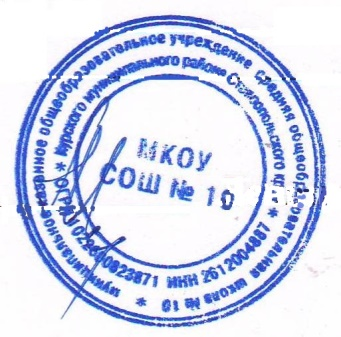 муниципальное казенное общеобразовательное учреждение средняя общеобразовательная школа № 10 *
Курского муниципального района Ставропольского края * ИНН 2612004887 * ОГРН
МКОУ
СОШ № 10